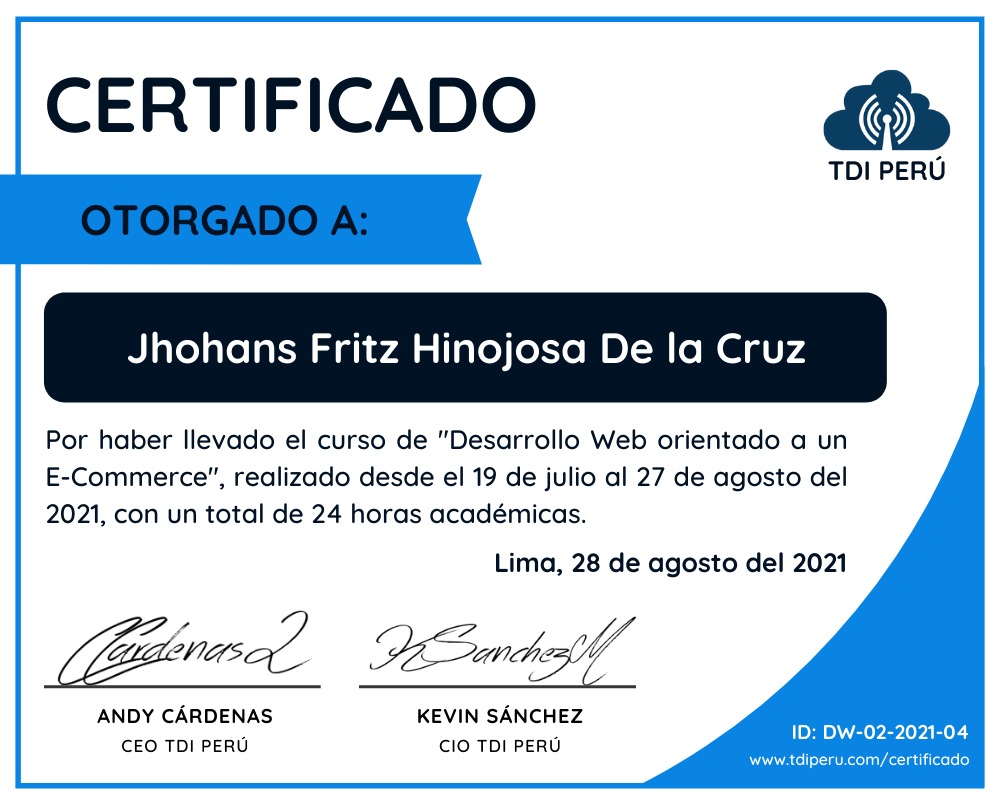 CERTIFICADO
TDI PERÚ
OTORGADO A:
Jhohans Fritz Hinojosa De la Cruz
Por haber llevado el curso de "Desarrollo Web orientado a un
E-Commerce", realizado desde el 19 de julio al 27 de agosto del
2021, con un total de 24 horas académicas.
Lima, 28 de agosto del 2021
CCárdenasL KSanchezM
ANDY CÁRDENAS KEVIN SÁNCHEZ
CEO TDI PERÚ CIO TDI PERÚ
ID: DW-02-2021-04
www.tdiperu.com/certificado